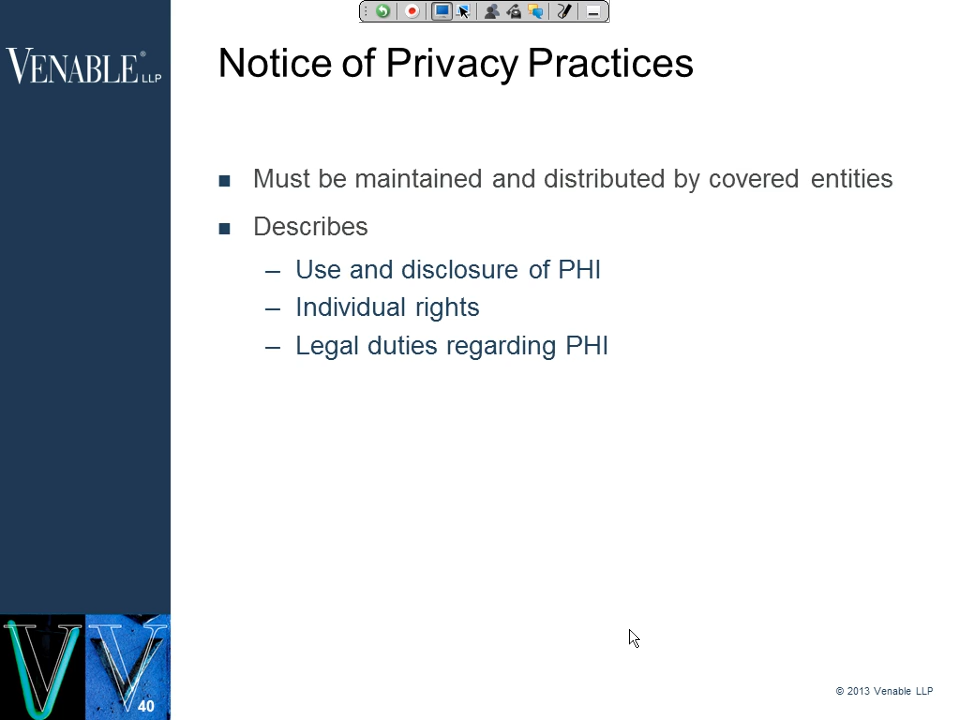 VENABLE® LLP
Notice of Privacy Practices
■ Must be maintained and distributed by covered entities
■ Describes
– Use and disclosure of PHI
– Individual rights
– Legal duties regarding PHI
V V
40
© 2013 Venable LLP